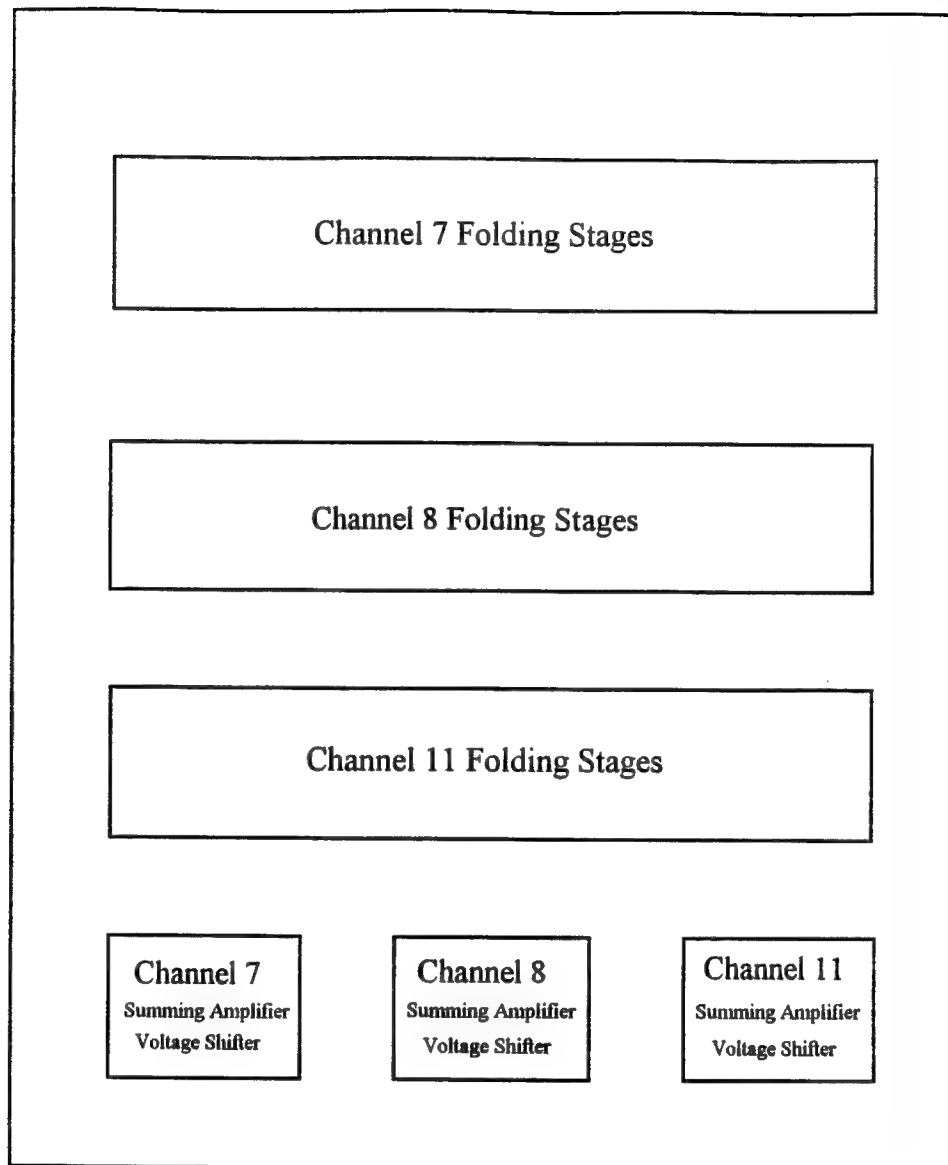 Channel 7 Folding Stages
Channel 8 Folding Stages
Channel 11 Folding Stages
Channel 7
Summing Amplifier
Voltage Shifter
Channel 8
Summing Amplifier
Voltage Shifter
Channel 11
Summing Amplifier
Voltage Shifter